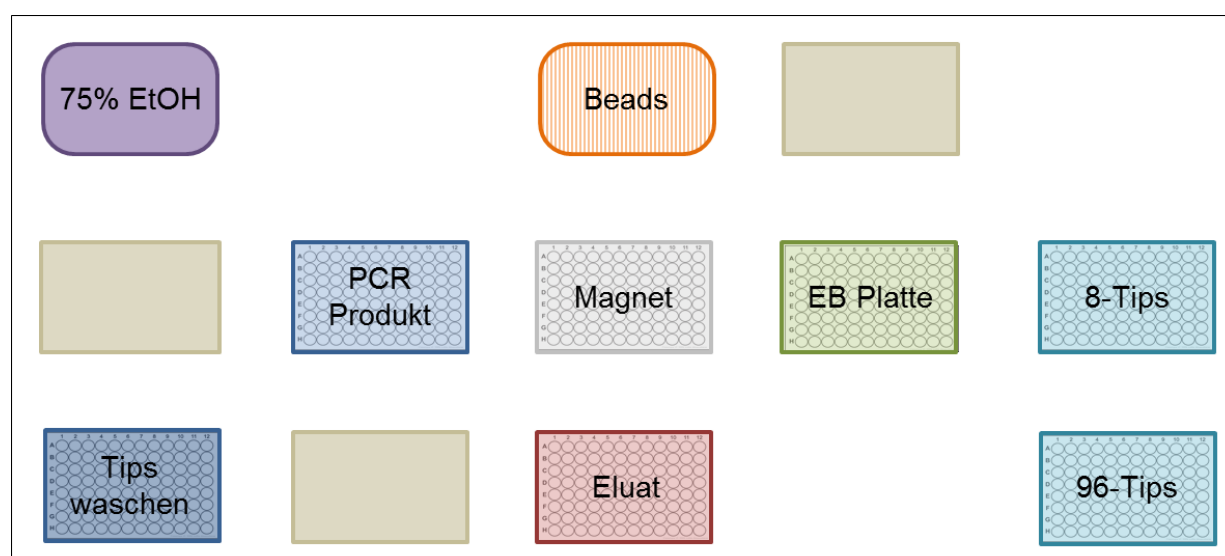 75% EtOH
Beads
PCR
Produkt
Magnet
EB Platte
8-Tips
Tips
waschen
Eluat
96-Tips